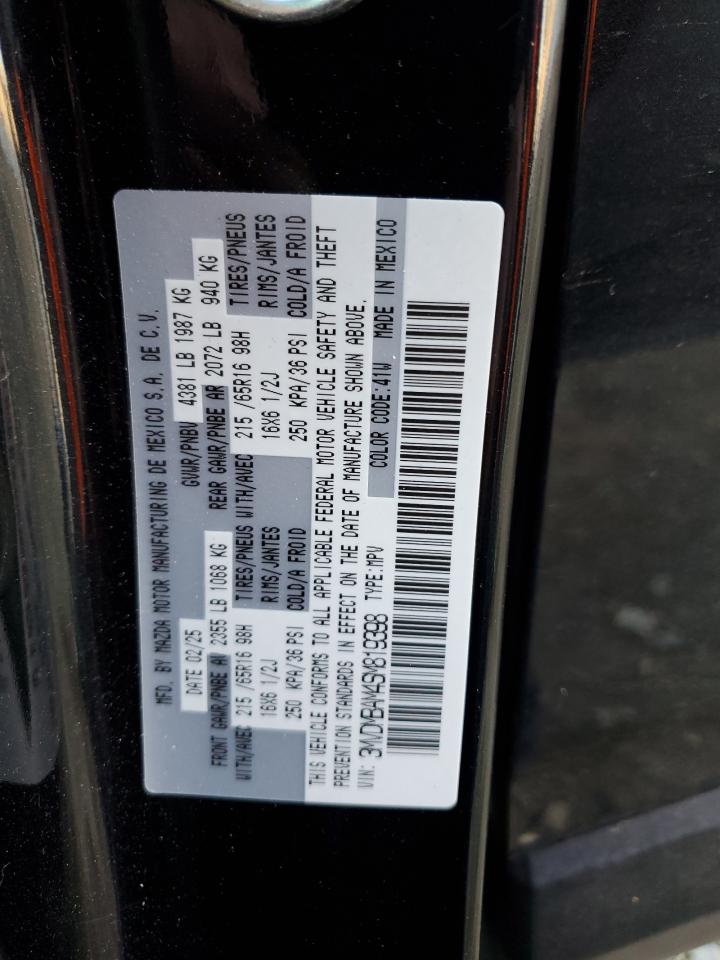 MFD. BY MAZDA MOTOR MANUFACTURING DE MEXICO S.A. DE C.V.
DATE 02/25 GVWR/PNBV 4381 LB 1987 KG
FRONT GAWR/PNBE AV 2355 LB 1068 KG REAR GAWR/PNBE AR 2072 LB 940 KG
WITH/AVEC 215 /65R16 98H TIRES/PNEUS WITH/AVEC 215 /65R16 98H TIRES/PNEUS
16X6 1/2J RIMS/JANTES 16X6 1/2J RIMS/JANTES
250 KPA/36 PSI COLD/A FROID 250 KPA/36 PSI COLD/A FROID
THIS VEHICLE CONFORMS TO ALL APPLICABLE FEDERAL MOTOR VEHICLE SAFETY AND THEFT
PREVENTION STANDARDS IN EFFECT ON THE DATE OF MANUFACTURE SHOWN ABOVE.
VIN: 3MVDMBAY4SM819398 TYPE:MPV COLOR CODE:41W MADE IN MEXICO